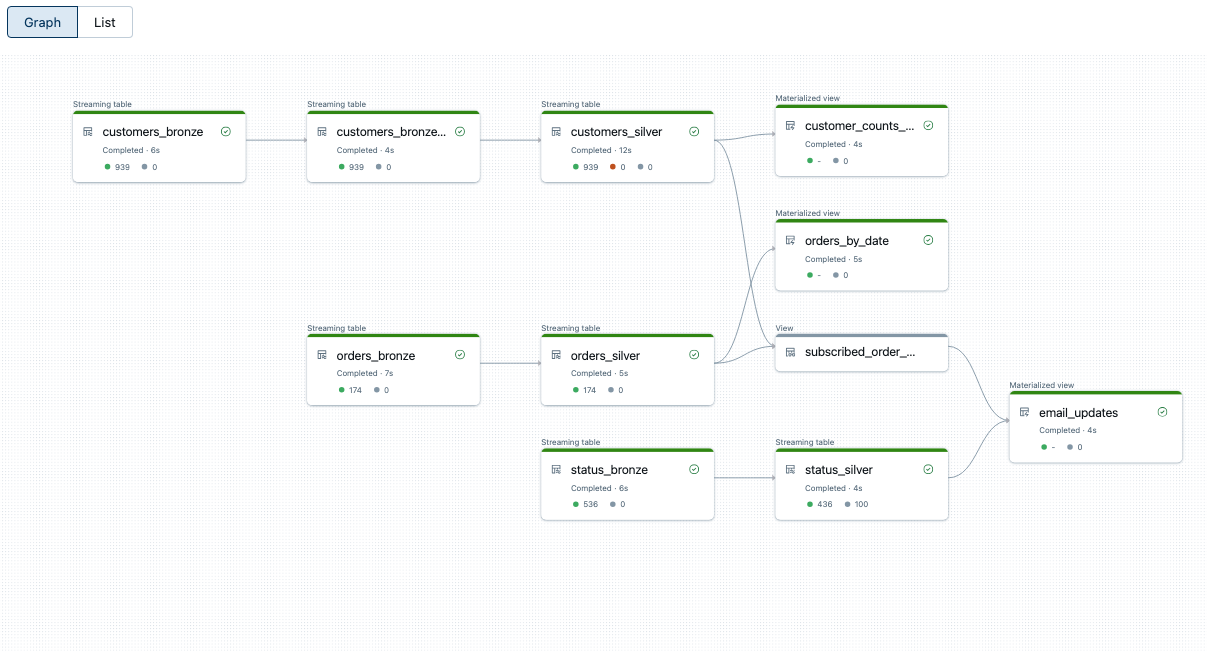 Graph
List
Streaming table
customers_bronze
Completed · 6s
939 0
Streaming table
customers_bronze...
Completed · 4s
939 0
Streaming table
customers_silver
Completed · 12s
939 0 0
Materialized view
customer_counts_...
Completed · 4s
- 0
Materialized view
orders_by_date
Completed · 5s
- 0
Streaming table
orders_bronze
Completed · 7s
174 0
Streaming table
orders_silver
Completed · 5s
174 0
View
subscribed_order_...
Materialized view
email_updates
Completed · 4s
- 0
Streaming table
status_bronze
Completed · 6s
536 0
Streaming table
status_silver
Completed · 4s
436 100